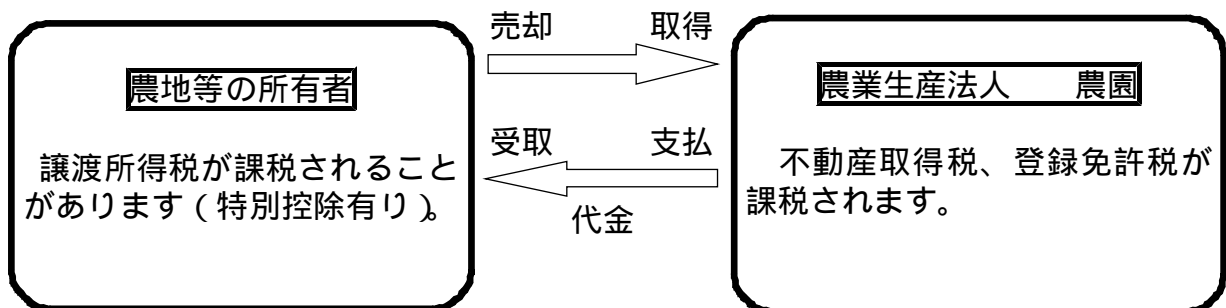 売却 取得
農地等の所有者
譲渡所得税が課税されること
があります(特別控除有り)。
受取 支払
代金
農業生産法人　　農園
不動産取得税、登録免許税が
課税されます。